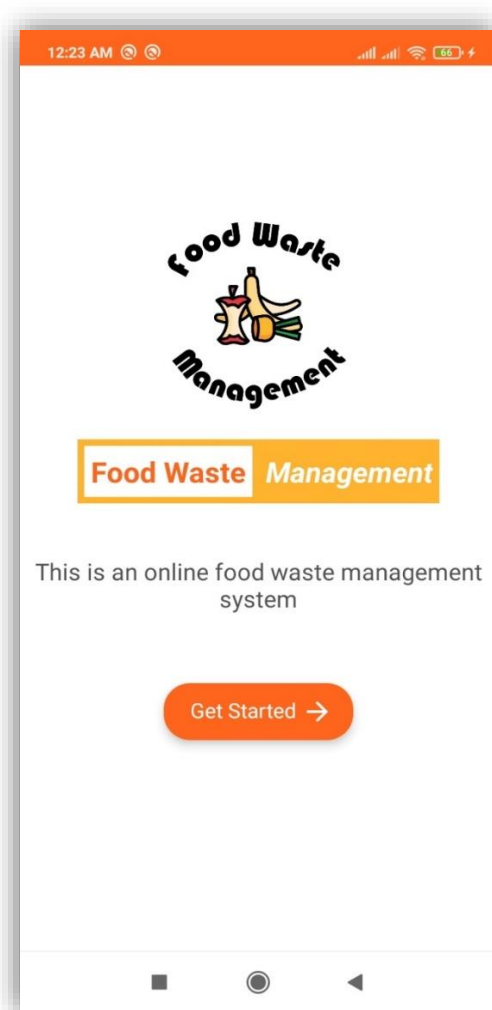 12:23 AM
66
Food Waste
Management
Food Waste Management
This is an online food waste management
system
Get Started